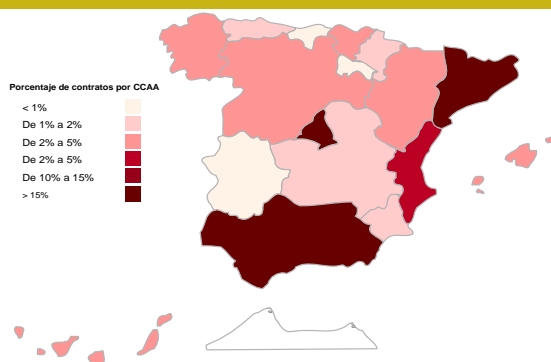 Porcentaje de contratos por CCAA
< 1%
De 1% a 2%
De 2% a 5%
De 2% a 5%
De 10% a 15%
> 15%